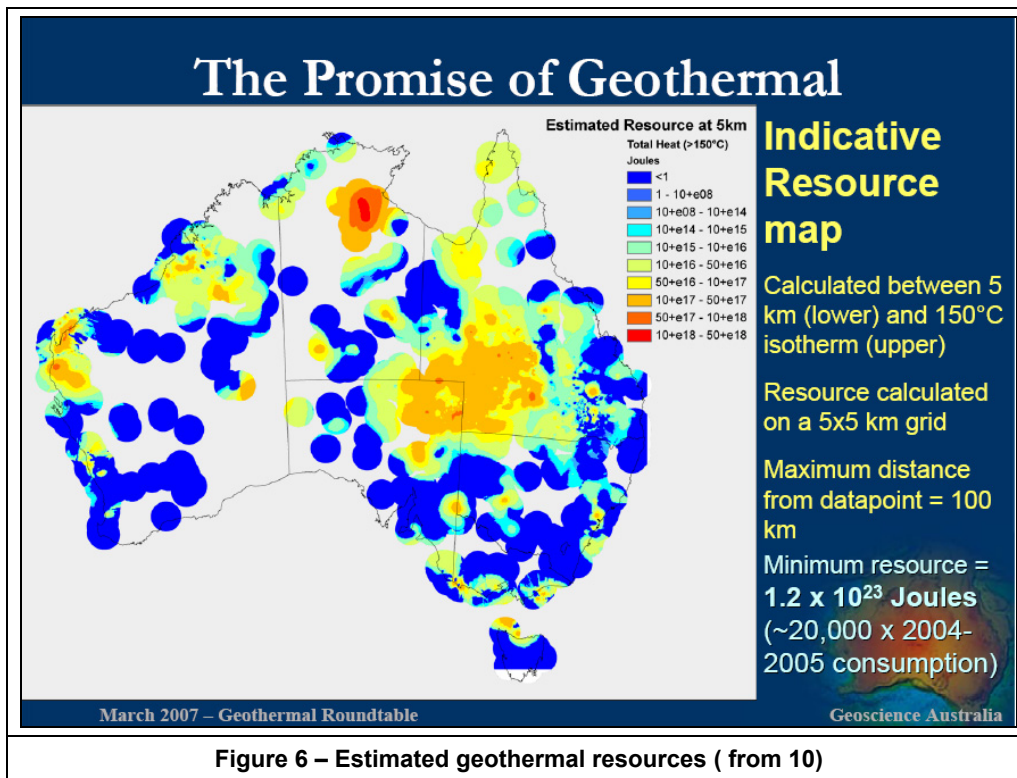 The Promise of Geothermal
Estimated Resource at 5km
Total Heat (>150°C)
Joules
<1
1 - 10+e08
10+e08 - 10+e14
10+e14 - 10+e15
10+e15 - 10+e16
10+e16 - 50+e16
50+e16 - 10+e17
10+e17 - 50+e17
50+e17 - 10+e18
10+e18 - 50+e18
Indicative
Resource
map
Calculated between 5
km (lower) and 150°C
isotherm (upper)
Resource calculated
on a 5x5 km grid
Maximum distance
from datapoint = 100
km
Minimum resource =
1.2 x 10²³ Joules
(~20,000 x 2004-
2005 consumption)
March 2007 – Geothermal Roundtable
Geoscience Australia
Figure 6 – Estimated geothermal resources ( from 10)